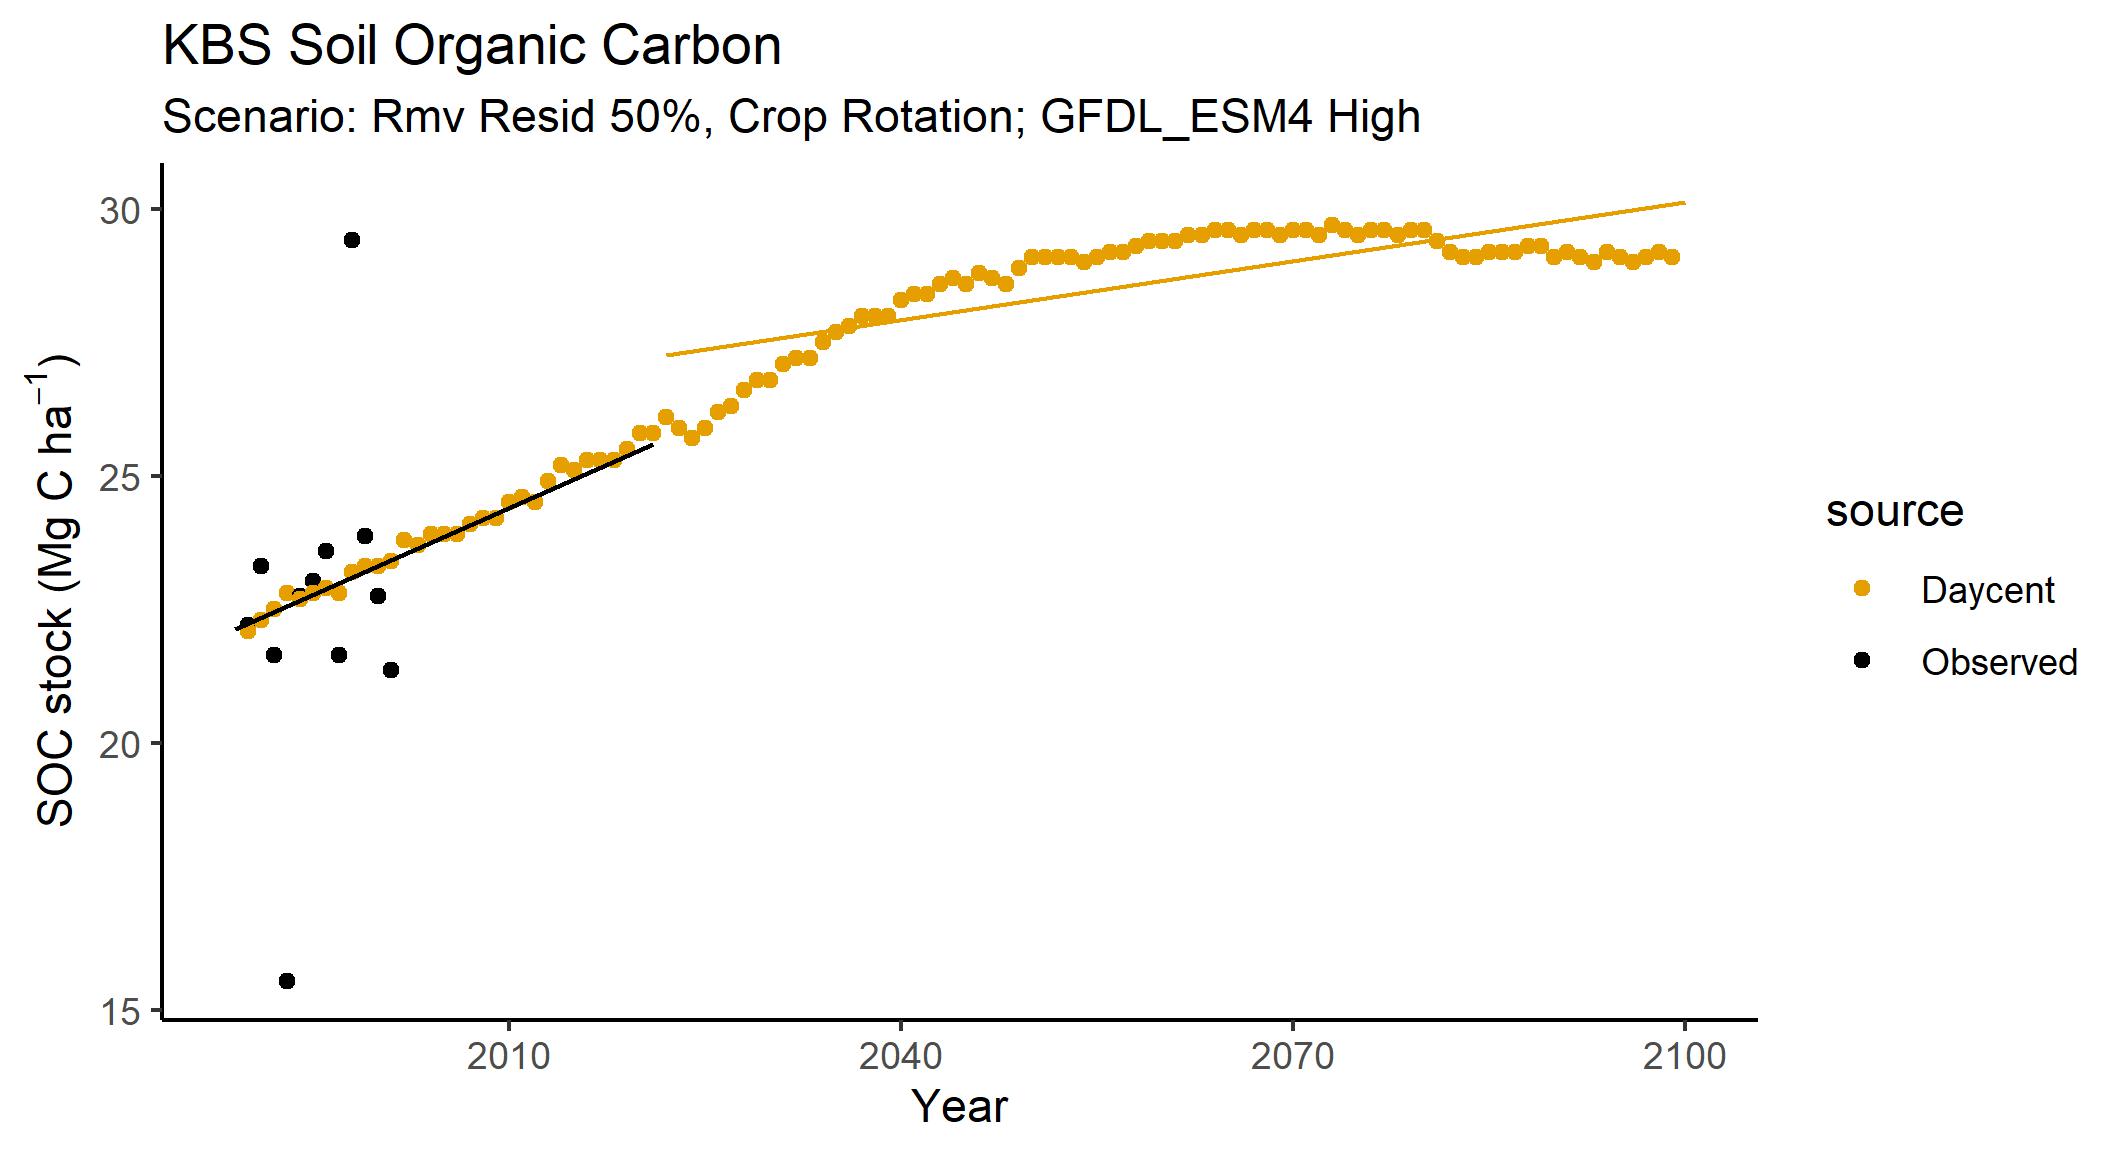 KBS Soil Organic Carbon
Scenario: Rmv Resid 50%, Crop Rotation; GFDL_ESM4 High
SOC stock (Mg C ha⁻¹)
30
25
20
15
2010
2040
2070
2100
Year
source
Daycent
Observed